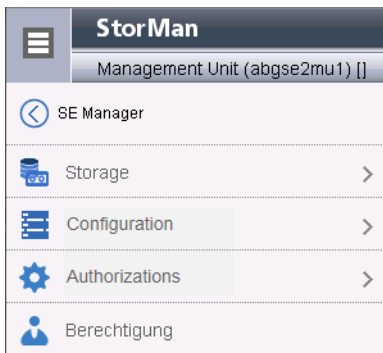 StorMan
Management Unit (abgse2mu1) []
SE Manager
Storage
Configuration
Authorizations
Berechtigung